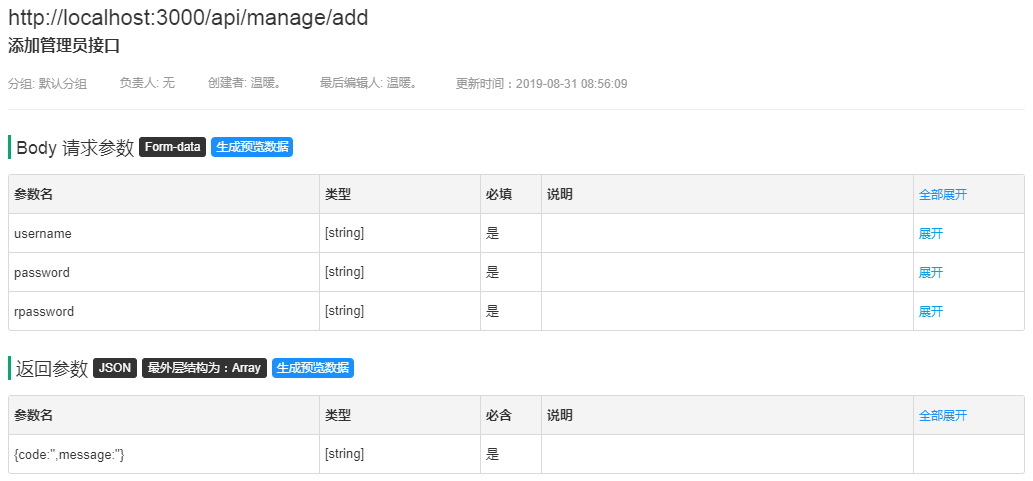 http://localhost:3000/api/manage/add
添加管理员接口
分组: 默认分组 负责人: 无 创建者: 温暖。 最后编辑人: 温暖。 更新时间：2019-08-31 08:56:09
Body 请求参数 Form-data 生成预览数据
参数名 类型 必填 说明 全部展开
username [string] 是 展开
password [string] 是 展开
rpassword [string] 是 展开
返回参数 JSON 最外层结构为：Array 生成预览数据
参数名 类型 必含 说明 全部展开
{code:'',message:''} [string] 是